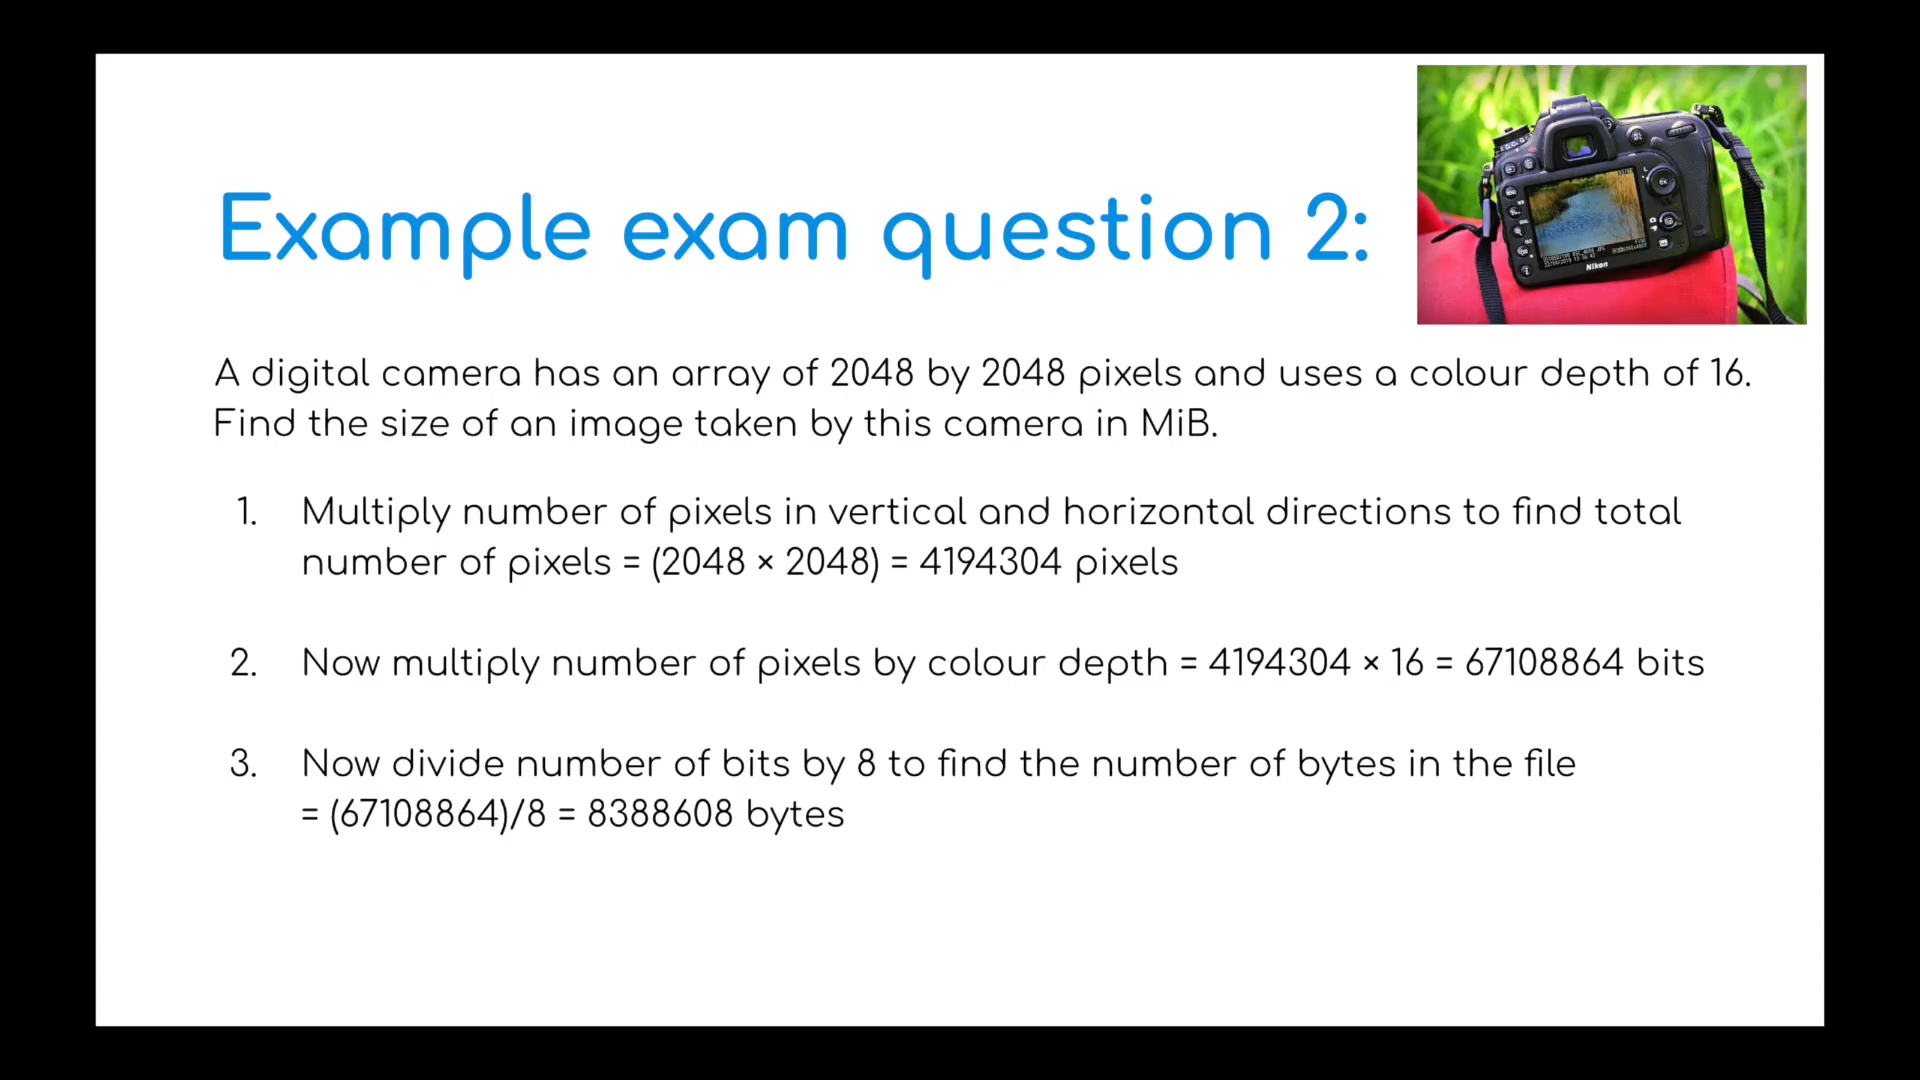 Example exam question 2:
Nikon
A digital camera has an array of 2048 by 2048 pixels and uses a colour depth of 16.
Find the size of an image taken by this camera in MiB.
1. Multiply number of pixels in vertical and horizontal directions to find total
number of pixels = (2048 × 2048) = 4194304 pixels
2. Now multiply number of pixels by colour depth = 4194304 × 16 = 67108864 bits
3. Now divide number of bits by 8 to find the number of bytes in the file
= (67108864)/8 = 8388608 bytes